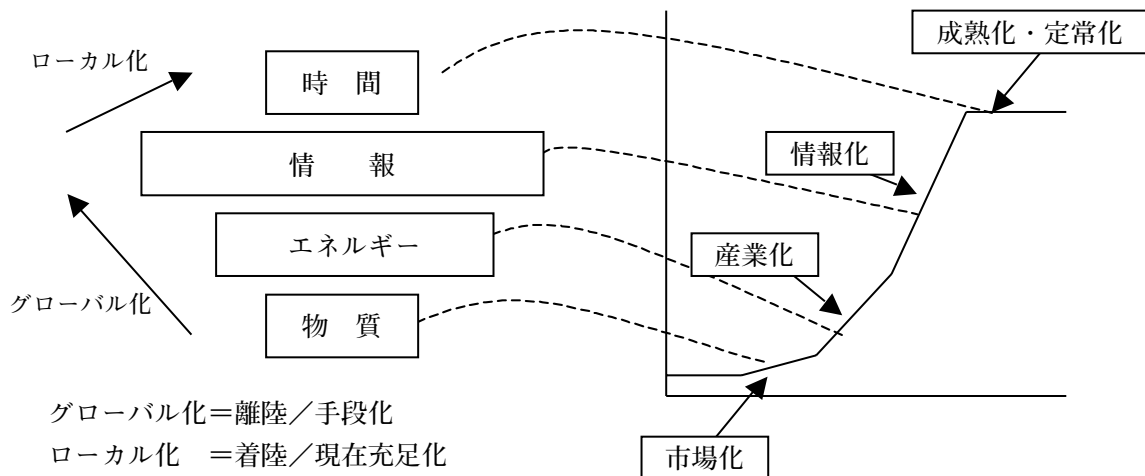 成熟化・定常化
ローカル化
時　間
情報化
情　　報
産業化
エネルギー
グローバル化
物　質
グローバル化＝離陸／手段化
ローカル化　＝着陸／現在充足化
市場化